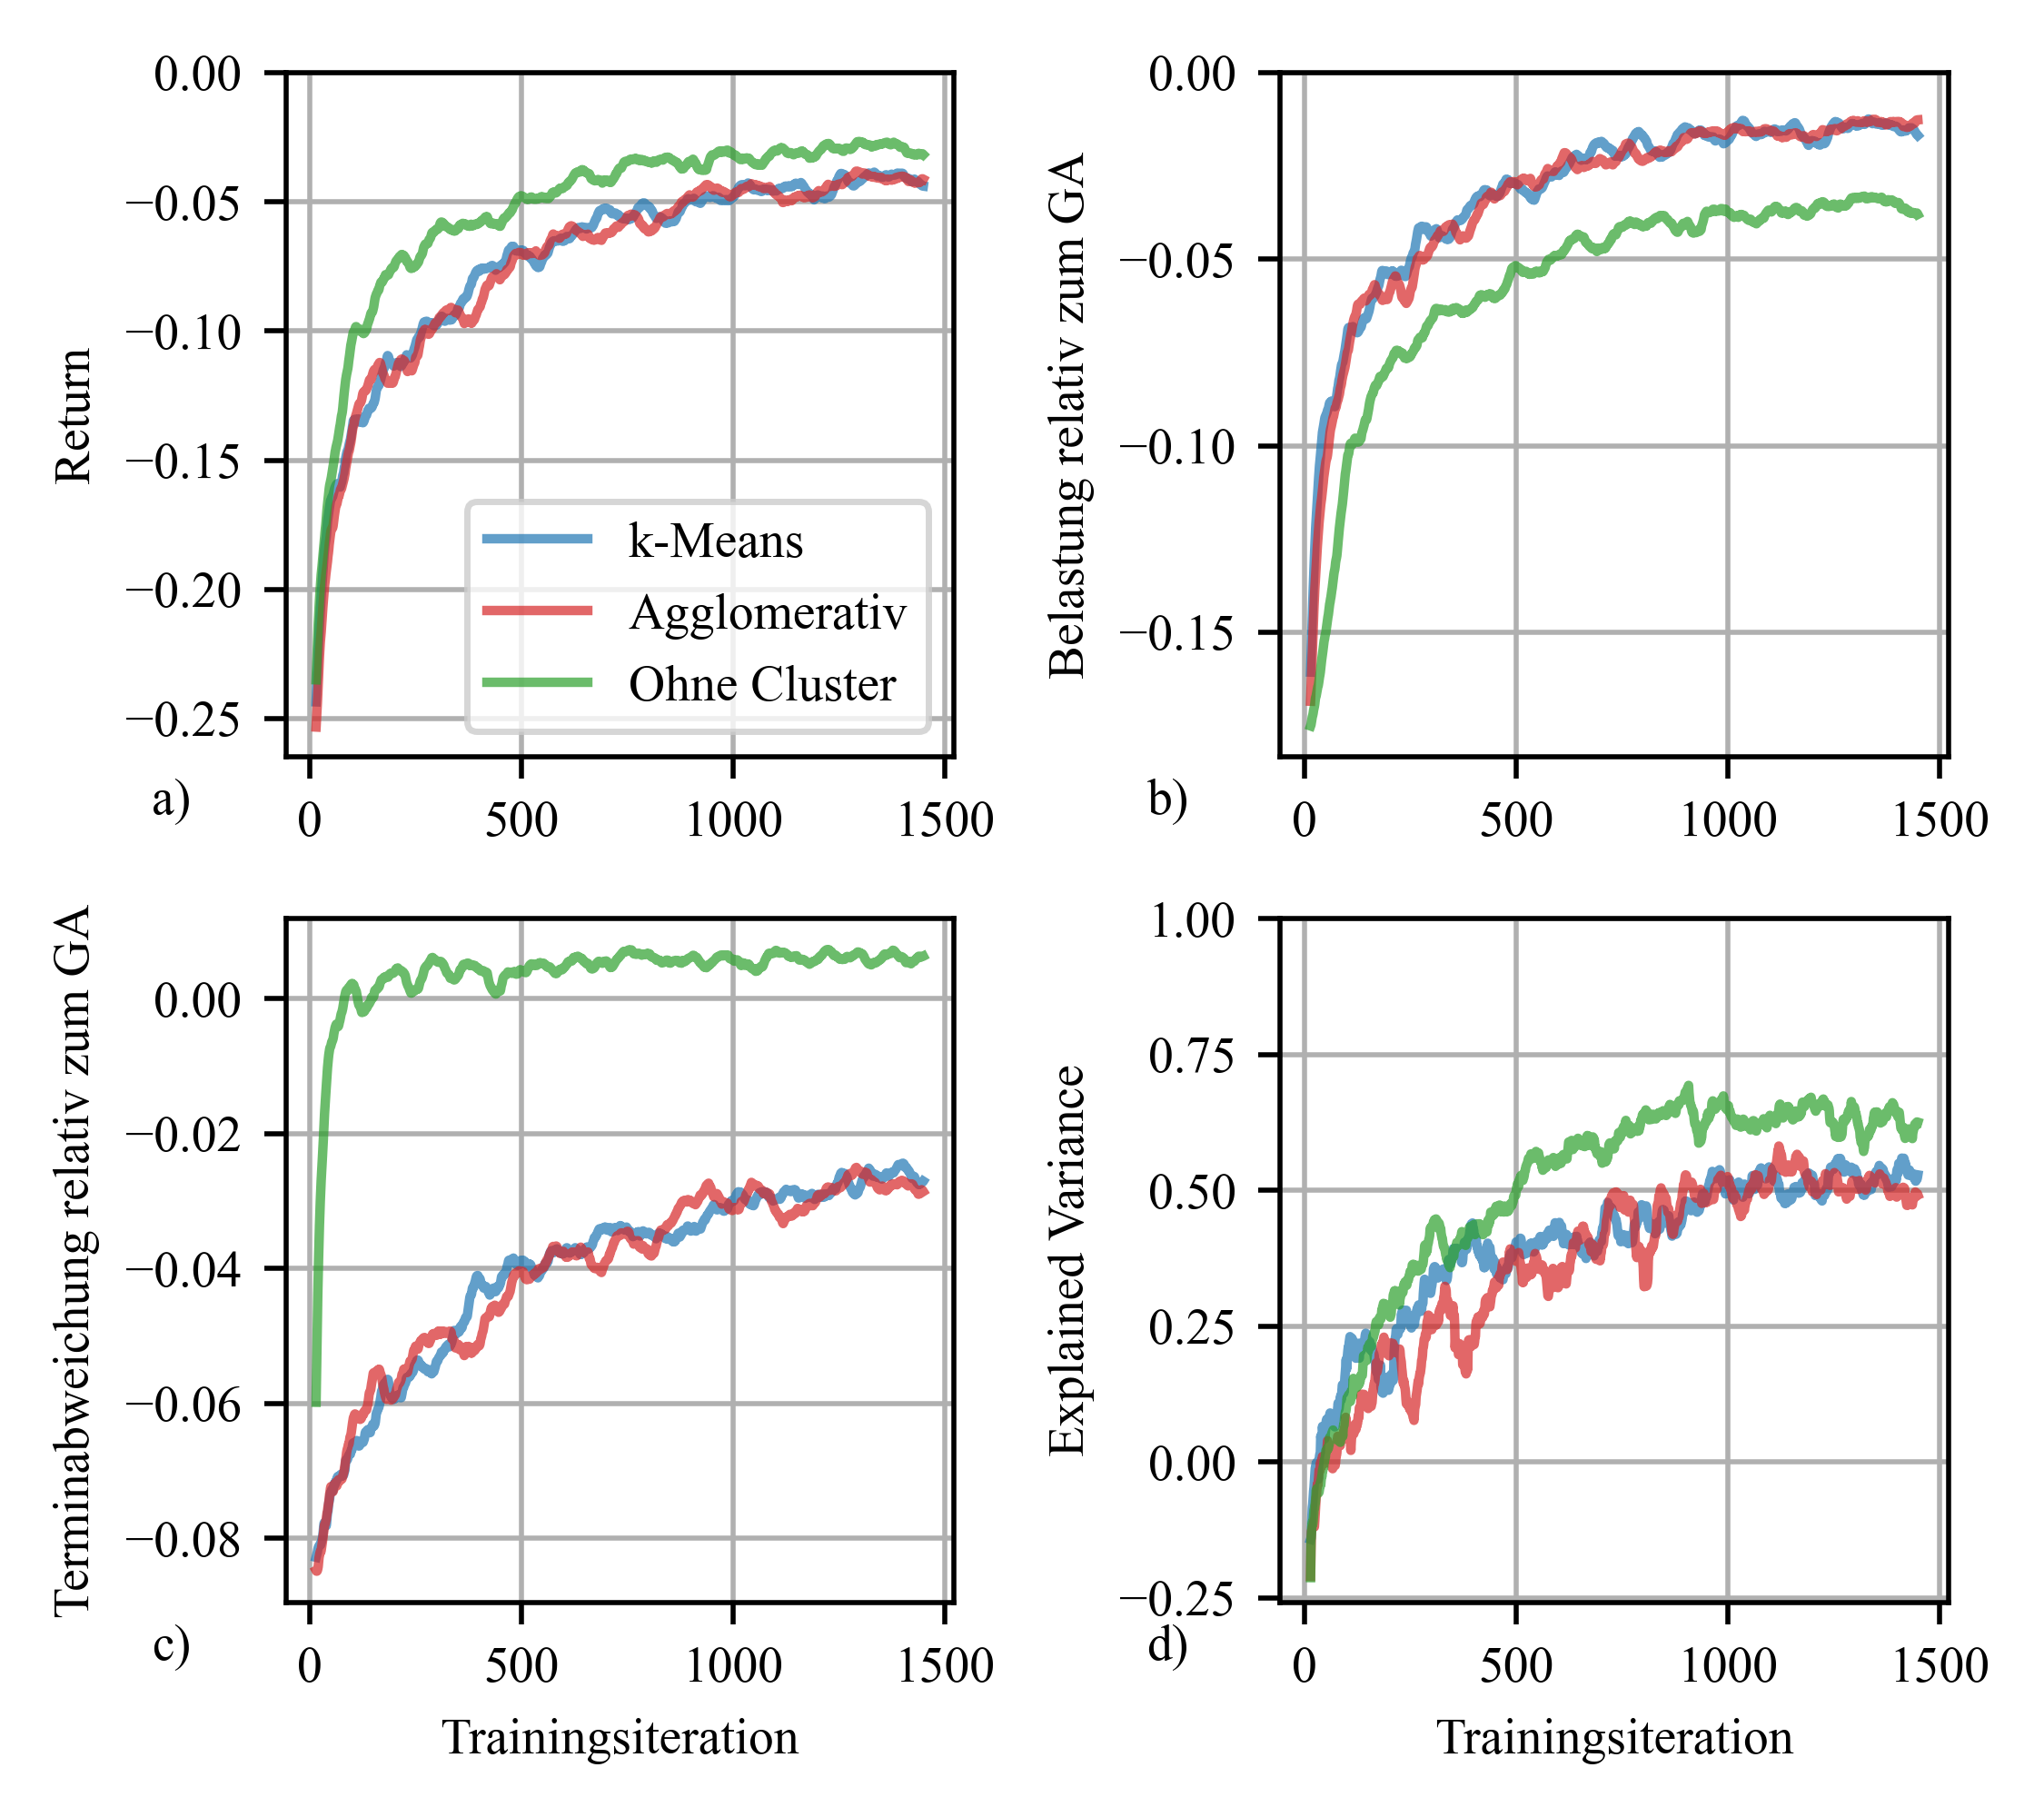 0.00
−0.05
−0.10
−0.15
−0.20
−0.25
Return
k-Means
Agglomerativ
Ohne Cluster
a)
0
500
1000
1500
0.00
−0.05
−0.10
−0.15
Belastung relativ zum GA
b)
0
500
1000
1500
0.00
−0.02
−0.04
−0.06
−0.08
Terminabweichung relativ zum GA
c)
0
500
1000
1500
Trainingsiteration
1.00
0.75
0.50
0.25
0.00
−0.25
Explained Variance
d)
0
500
1000
1500
Trainingsiteration